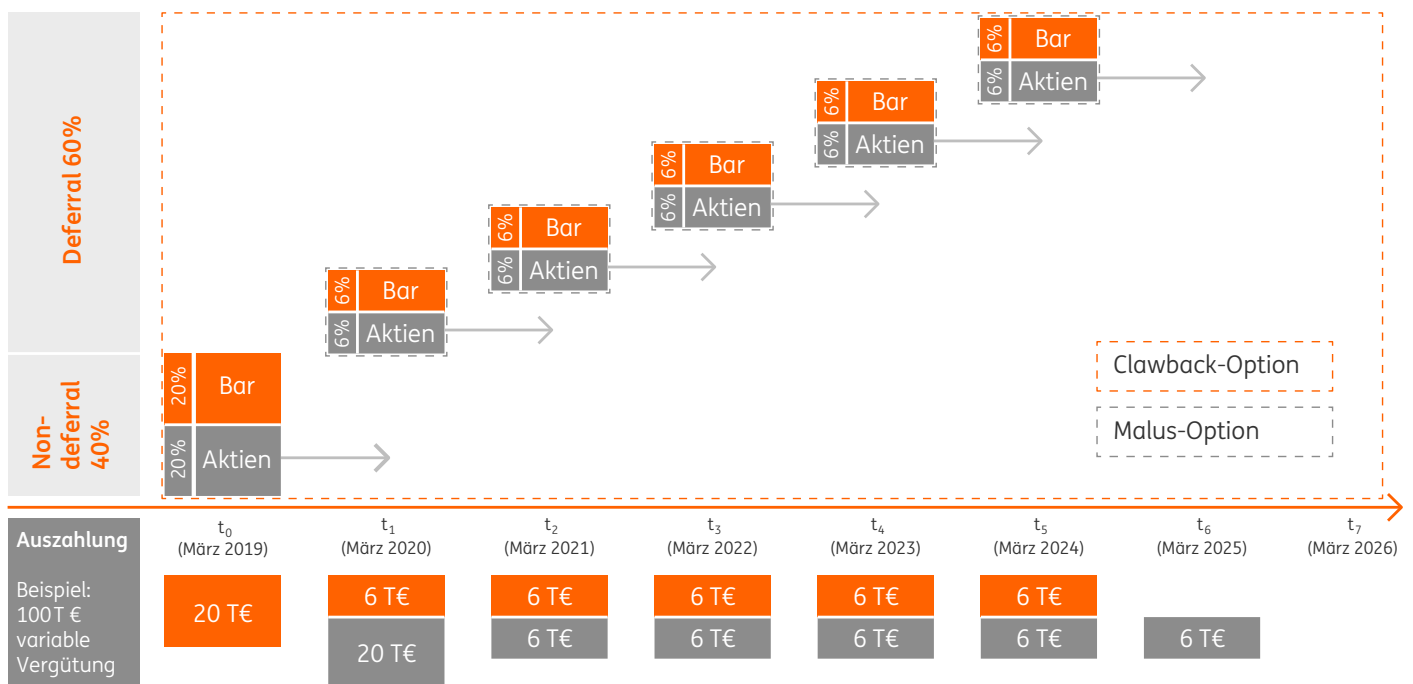 Deferral 60%
6%
Bar
6%
Aktien
6%
Bar
6%
Aktien
6%
Bar
6%
Aktien
6%
Bar
6%
Aktien
6%
Bar
6%
Aktien
Non-
deferral
40%
20%
Bar
20%
Aktien
Clawback-Option
Malus-Option
Auszahlung
Beispiel:
100 T €
variable
Vergütung
t0
(März 2019)
t1
(März 2020)
t2
(März 2021)
t3
(März 2022)
t4
(März 2023)
t5
(März 2024)
t6
(März 2025)
t7
(März 2026)
20 T€
6 T€
6 T€
6 T€
6 T€
6 T€
20 T€
6 T€
6 T€
6 T€
6 T€
6 T€